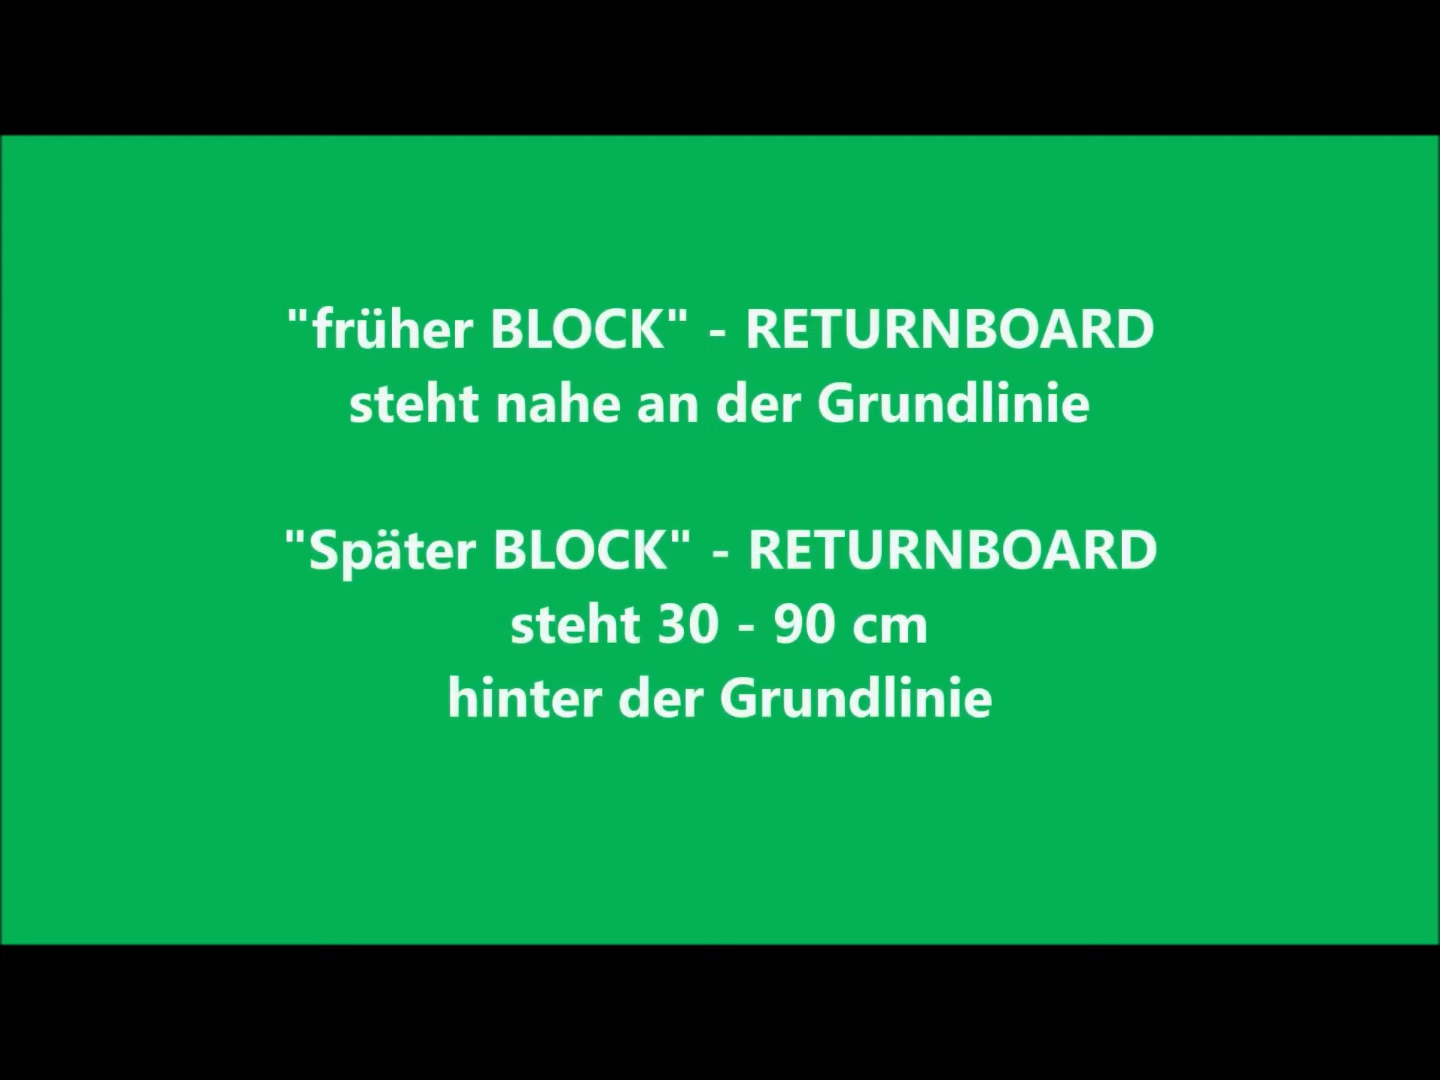 "früher BLOCK" - RETURNBOARD
steht nahe an der Grundlinie
"Später BLOCK" - RETURNBOARD
steht 30 - 90 cm
hinter der Grundlinie